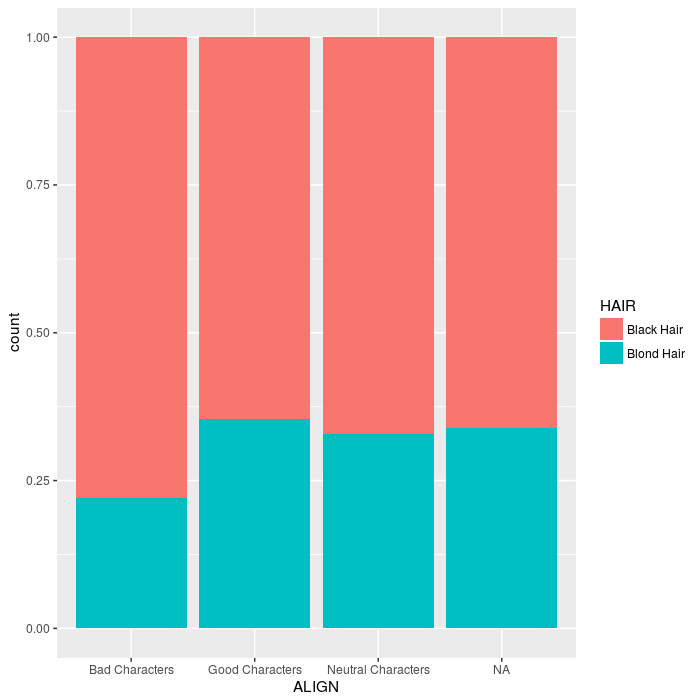 1.00
0.75
0.50
0.25
0.00
count
Bad Characters
Good Characters
Neutral Characters
NA
ALIGN
HAIR
Black Hair
Blond Hair